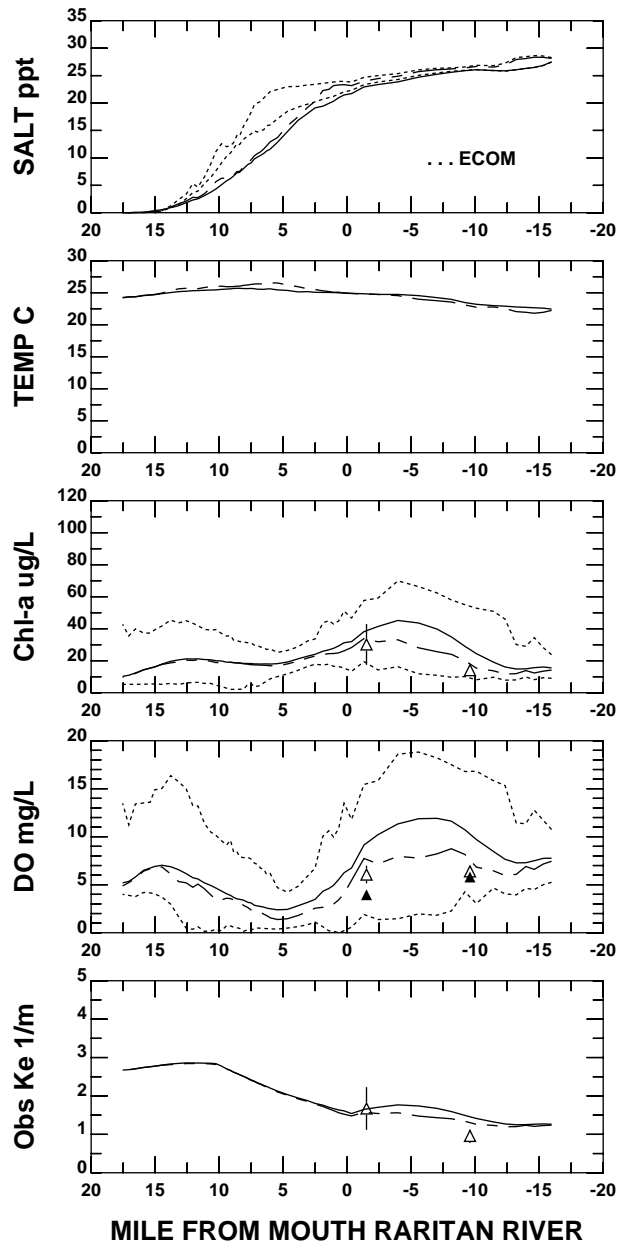 SALT ppt
35
30
25
20
15
10
5
0
. . . ECOM
20 15 10 5 0 -5 -10 -15 -20
TEMP C
30
25
20
15
10
5
0
20 15 10 5 0 -5 -10 -15 -20
Chl-a ug/L
120
100
80
60
40
20
0
20 15 10 5 0 -5 -10 -15 -20
DO mg/L
20
15
10
5
0
20 15 10 5 0 -5 -10 -15 -20
Obs Ke 1/m
5
4
3
2
1
0
20 15 10 5 0 -5 -10 -15 -20
MILE FROM MOUTH RARITAN RIVER